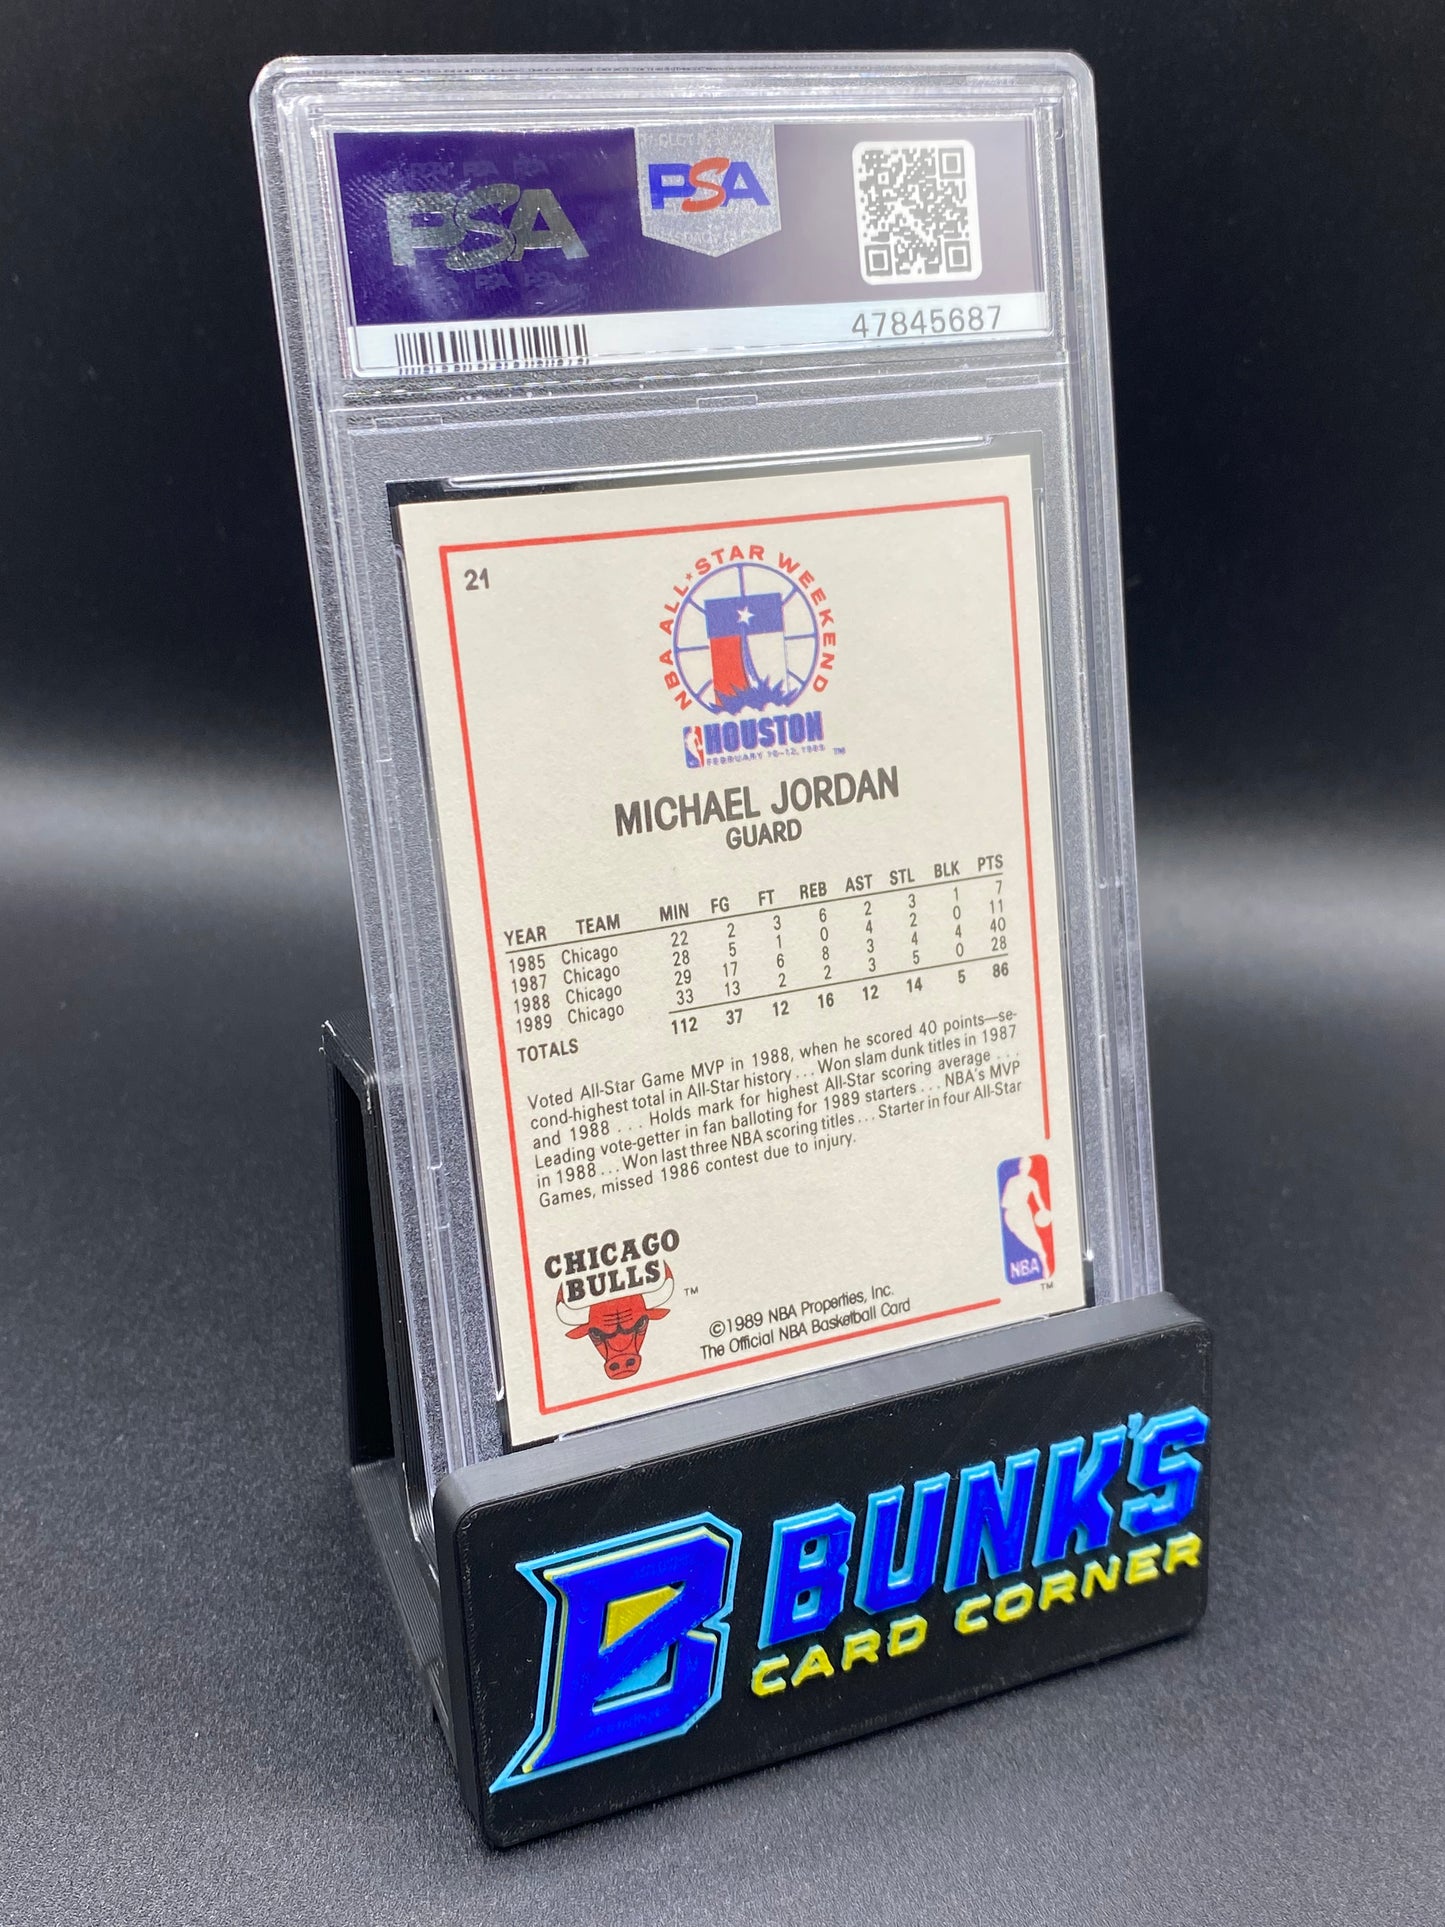 PSA
PSA
47845687
21
NBA ALL★STAR WEEKEND
HOUSTON
FEBRUARY 10-12, 1989 ™
MICHAEL JORDAN
GUARD
YEAR TEAM MIN FG FT REB AST STL BLK PTS
1985 Chicago 22 2 3 6 2 3 1 7
1987 Chicago 28 5 1 0 4 2 0 11
1988 Chicago 29 17 6 8 3 4 4 40
1989 Chicago 33 13 2 2 3 5 0 28
TOTALS 112 37 12 16 12 14 5 86
Voted All-Star Game MVP in 1988, when he scored 40 points—se-
cond-highest total in All-Star history . . . Won slam dunk titles in 1987
and 1988 . . . Holds mark for highest All-Star scoring average . . .
Leading vote-getter in fan balloting for 1989 starters . . . NBA's MVP
in 1988 . . . Won last three NBA scoring titles . . . Starter in four All-Star
Games, missed 1986 contest due to injury.
CHICAGO
BULLS
™
©1989 NBA Properties, Inc.
The Official NBA Basketball Card
NBA
™
B
BUNK'S
CARD CORNER